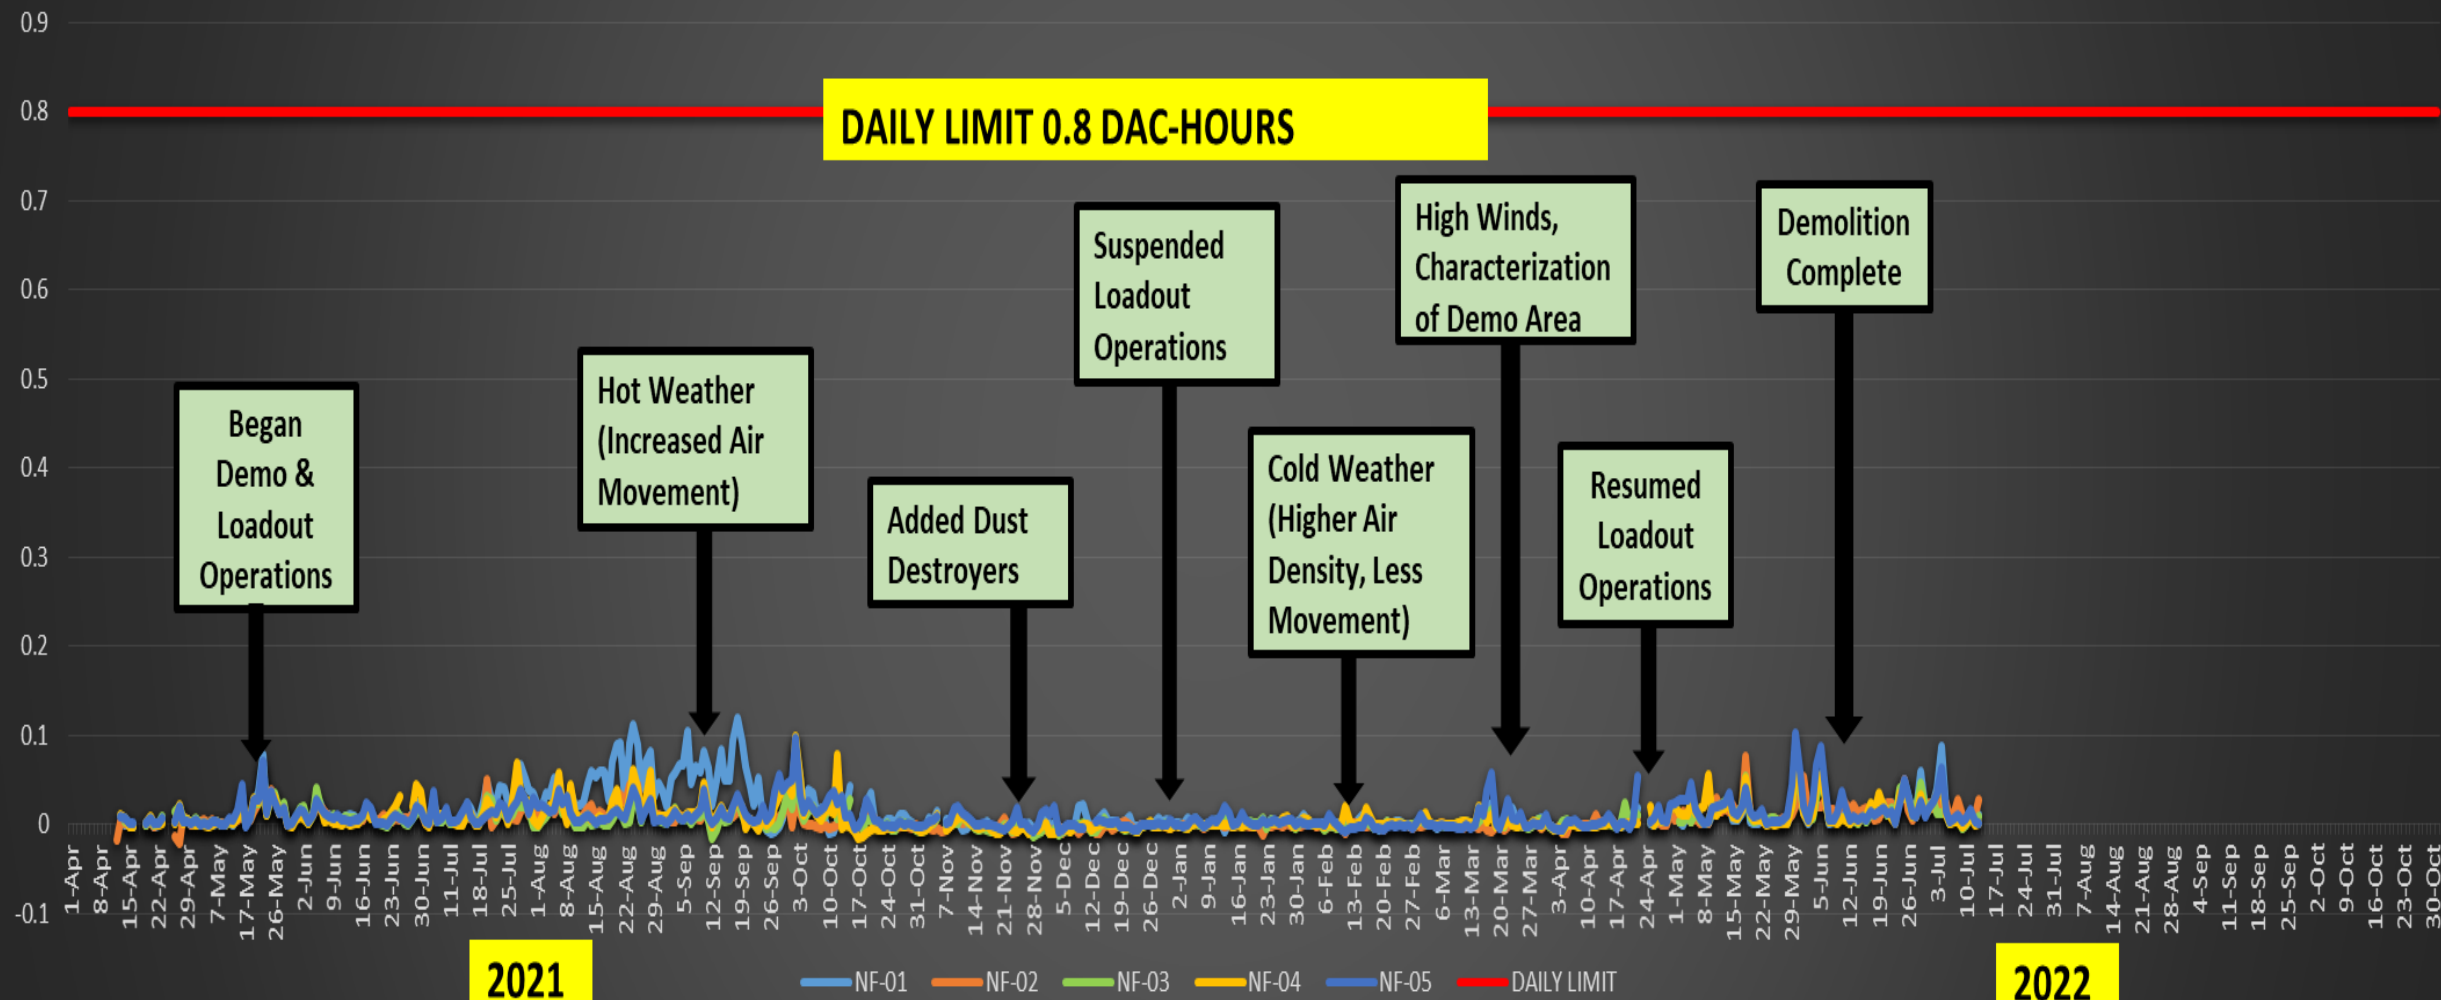 0.9
0.8
0.7
0.6
0.5
0.4
0.3
0.2
0.1
0
-0.1
DAILY LIMIT 0.8 DAC-HOURS
Began
Demo &
Loadout
Operations
Hot Weather
(Increased Air
Movement)
Added Dust
Destroyers
Suspended
Loadout
Operations
Cold Weather
(Higher Air
Density, Less
Movement)
High Winds,
Characterization
of Demo Area
Resumed
Loadout
Operations
Demolition
Complete
1-Apr
8-Apr
15-Apr
22-Apr
29-Apr
7-May
17-May
26-May
2-Jun
9-Jun
16-Jun
23-Jun
30-Jun
11-Jul
18-Jul
25-Jul
1-Aug
8-Aug
15-Aug
22-Aug
29-Aug
5-Sep
12-Sep
19-Sep
26-Sep
3-Oct
10-Oct
17-Oct
24-Oct
31-Oct
7-Nov
14-Nov
21-Nov
28-Nov
5-Dec
12-Dec
19-Dec
26-Dec
2-Jan
9-Jan
16-Jan
23-Jan
30-Jan
6-Feb
13-Feb
20-Feb
27-Feb
6-Mar
13-Mar
20-Mar
27-Mar
3-Apr
10-Apr
17-Apr
24-Apr
1-May
8-May
15-May
22-May
29-May
5-Jun
12-Jun
19-Jun
26-Jun
3-Jul
10-Jul
17-Jul
24-Jul
31-Jul
7-Aug
14-Aug
21-Aug
28-Aug
4-Sep
11-Sep
18-Sep
25-Sep
2-Oct
9-Oct
16-Oct
23-Oct
30-Oct
2021
NF-01 NF-02 NF-03 NF-04 NF-05 DAILY LIMIT
2022